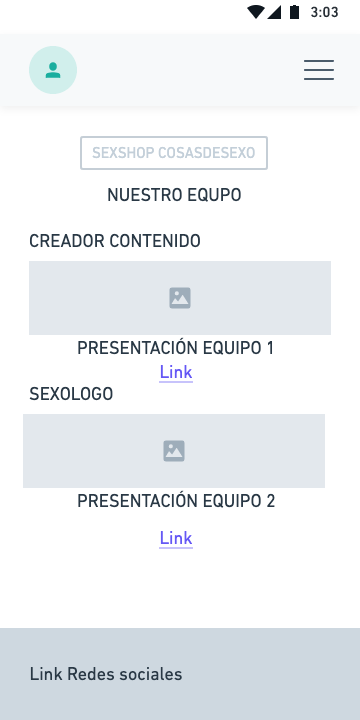 3:03
SEXSHOP COSASDESEXO
NUESTRO EQUPO
CREADOR CONTENIDO
PRESENTACIÓN EQUIPO 1
Link
SEXOLOGO
PRESENTACIÓN EQUIPO 2
Link
Link Redes sociales